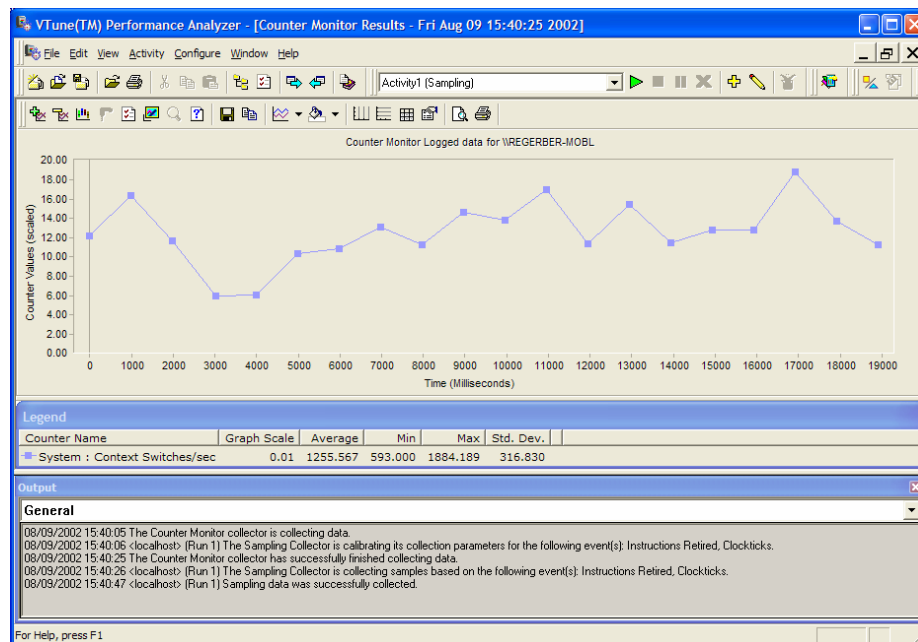 VTune(TM) Performance Analyzer - [Counter Monitor Results - Fri Aug 09 15:40:25 2002]
File Edit View Activity Configure Window Help
Activity1 (Sampling)
Counter Monitor Logged data for \\REGERBER-MOBL
20.00
18.00
16.00
14.00
12.00
10.00
8.00
6.00
4.00
2.00
0.00
Counter Values (scaled)
0 1000 2000 3000 4000 5000 6000 7000 8000 9000 10000 11000 12000 13000 14000 15000 16000 17000 18000 19000
Time (Milliseconds)
Legend
Counter Name Graph Scale Average Min Max Std. Dev.
System : Context Switches/sec 0.01 1255.567 593.000 1884.189 316.830
Output
General
08/09/2002 15:40:05 The Counter Monitor collector is collecting data.
08/09/2002 15:40:06 <localhost> (Run 1) The Sampling Collector is calibrating its collection parameters for the following event(s): Instructions Retired, Clockticks.
08/09/2002 15:40:25 The Counter Monitor collector has successfully finished collecting data.
08/09/2002 15:40:26 <localhost> (Run 1) The Sampling Collector is collecting samples based on the following event(s): Instructions Retired, Clockticks.
08/09/2002 15:40:47 <localhost> (Run 1) Sampling data was successfully collected.
For Help, press F1